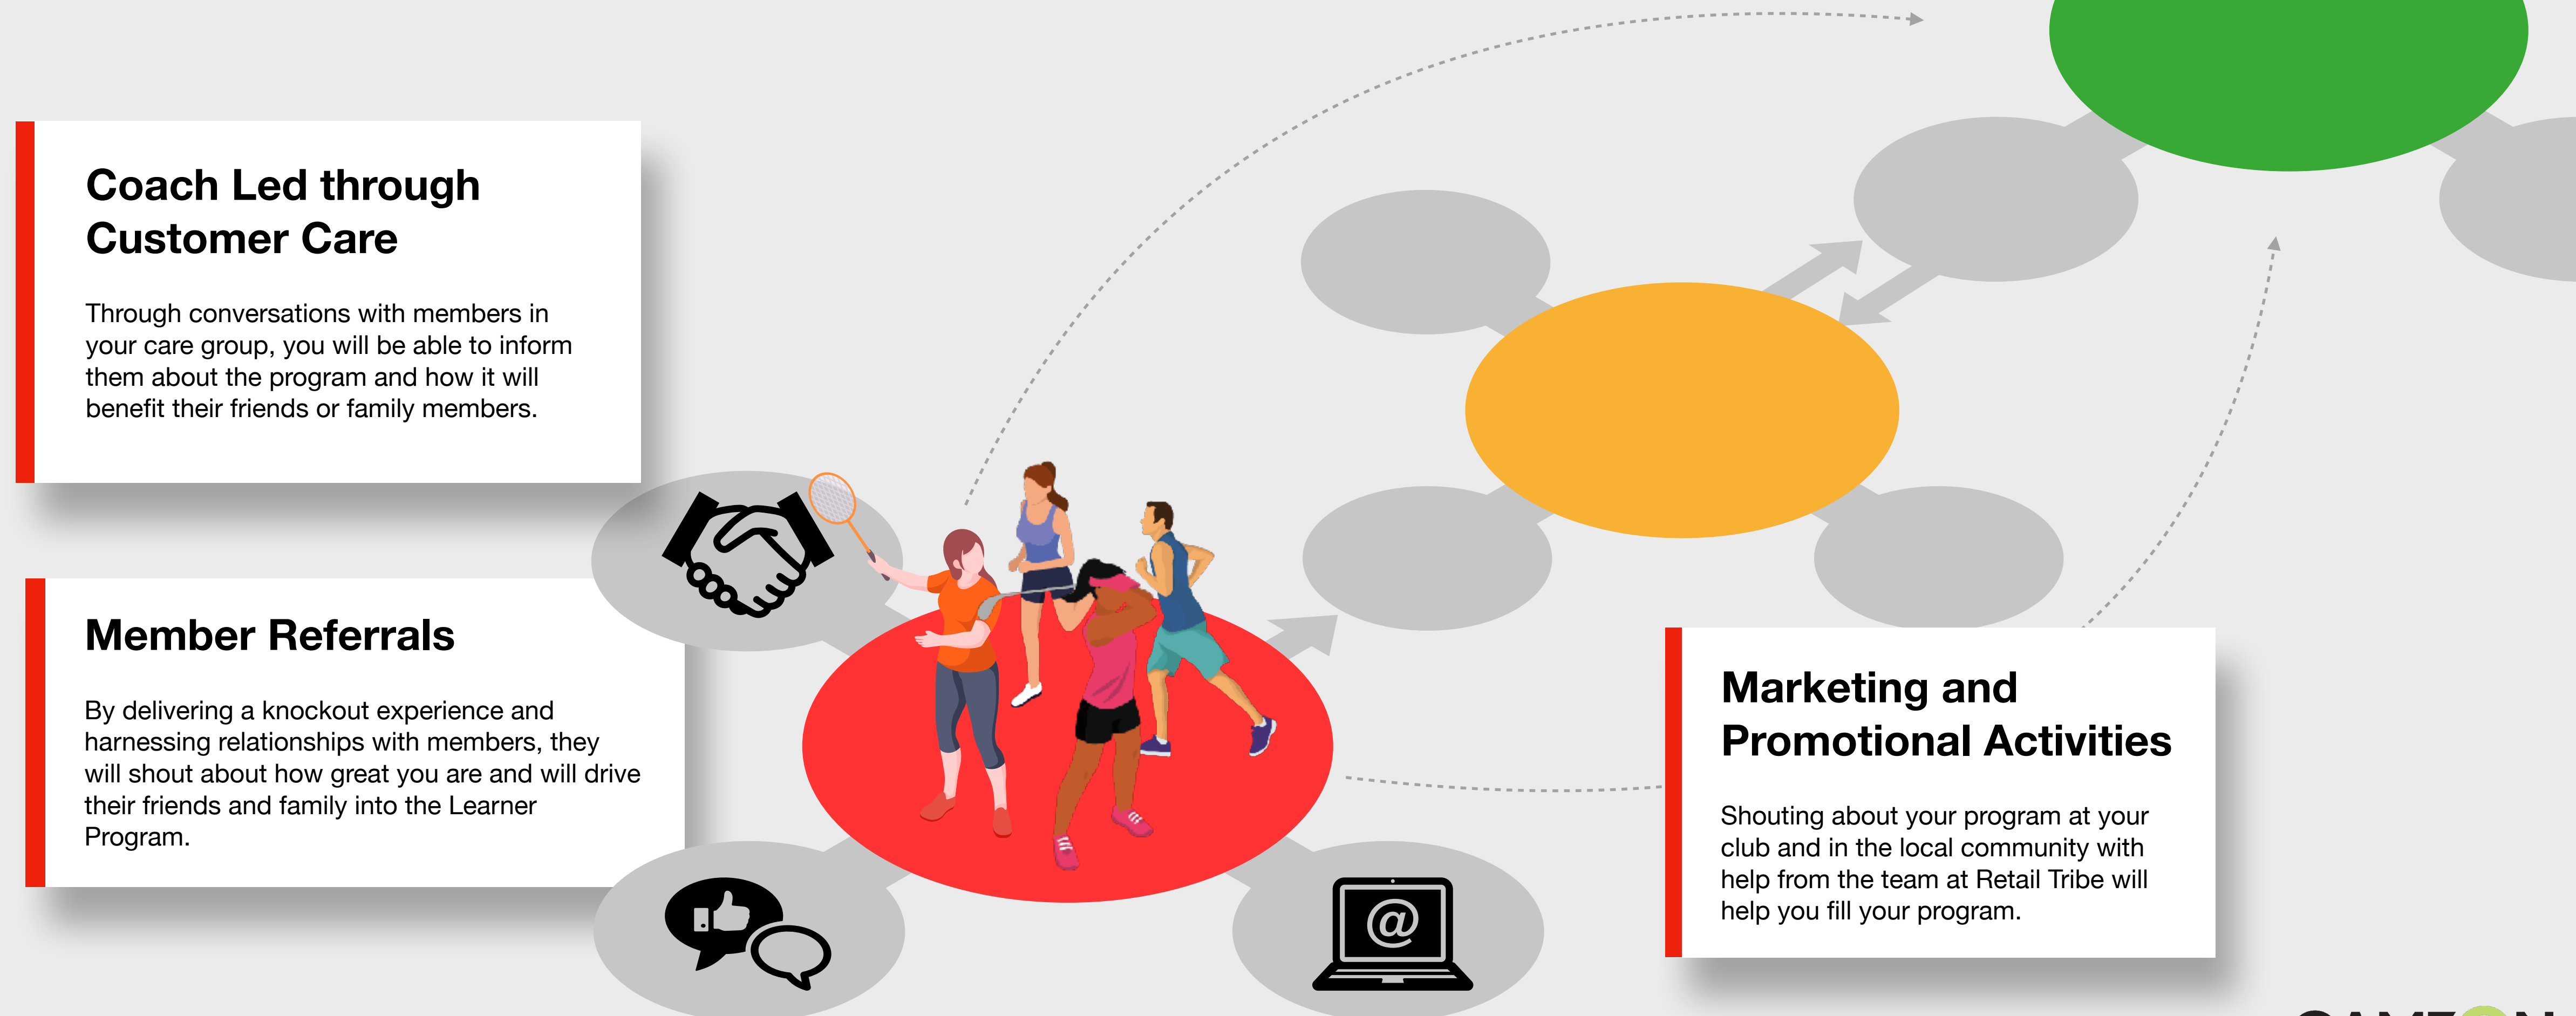 Coach Led through
Customer Care
Through conversations with members in
your care group, you will be able to inform
them about the program and how it will
benefit their friends or family members.
Member Referrals
By delivering a knockout experience and
harnessing relationships with members, they
will shout about how great you are and will drive
their friends and family into the Learner
Program.
@
Marketing and
Promotional Activities
Shouting about your program at your
club and in the local community with
help from the team at Retail Tribe will
help you fill your program.